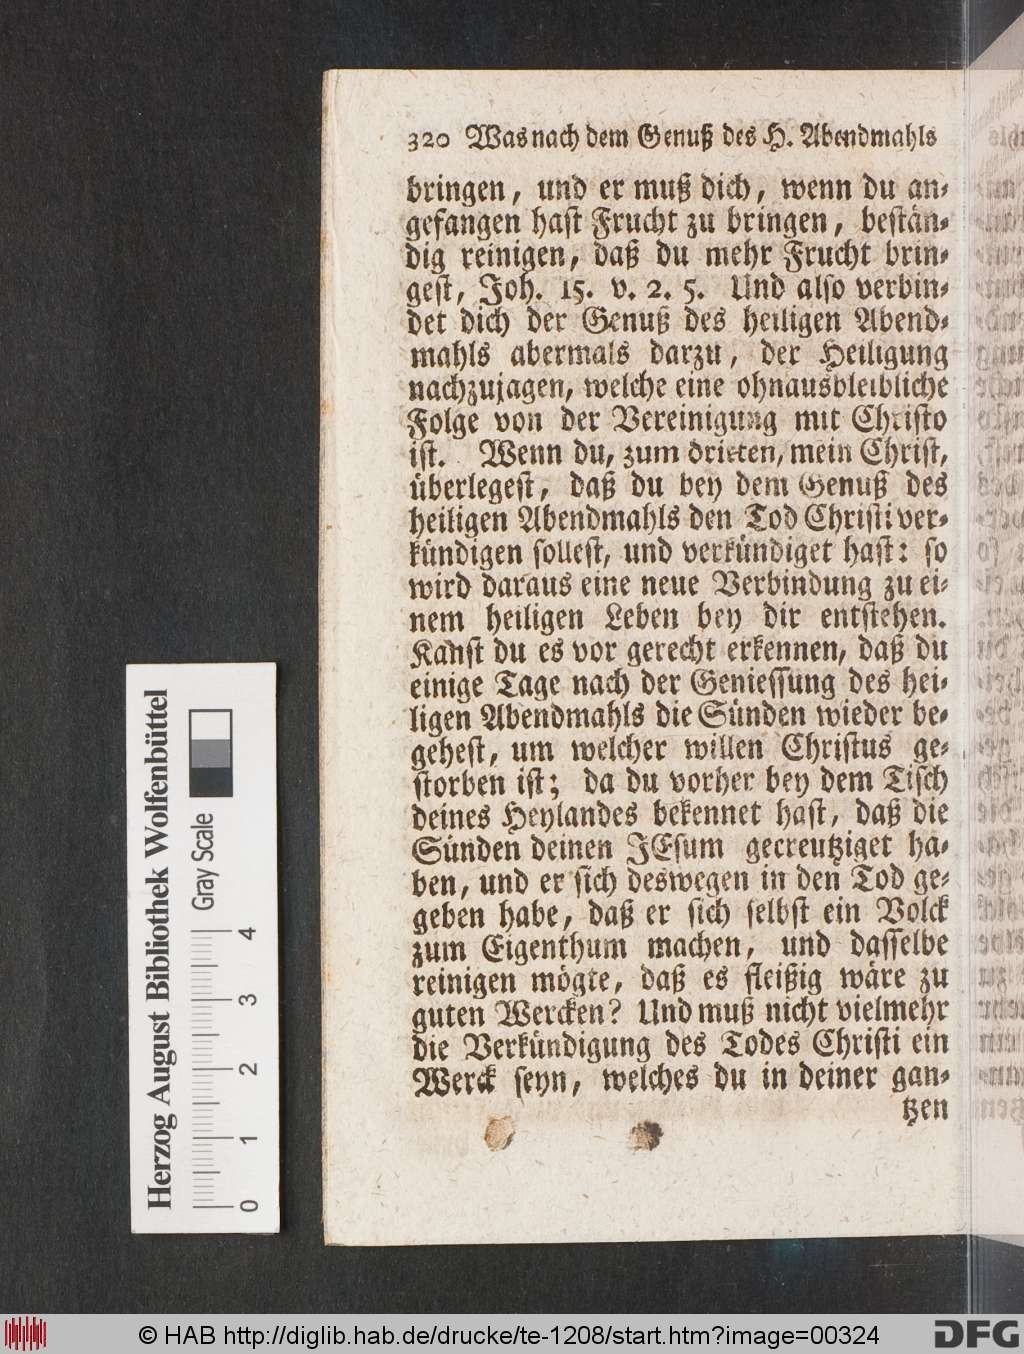 320 Was nach dem Genuß des H. Abendmahls
bringen, und er muß dich, wenn du an-
gefangen hast Frucht zu bringen, bestän-
dig reinigen, daß du mehr Frucht brin-
gest, Joh. 15. v. 2. 5. Und also verbin-
det dich der Genuß des heiligen Abend-
mahls abermals darzu, der Heiligung
nachzujagen, welche eine ohnausbleibliche
Folge von der Vereinigung mit Christo
ist. Wenn du, zum dritten, mein Christ,
überlegest, daß du bey dem Genuß des
heiligen Abendmahls den Tod Christi ver-
kündigen sollest, und verkündiget hast: so
wird daraus eine neue Verbindung zu ei-
nem heiligen Leben bey dir entstehen.
Kanst du es vor gerecht erkennen, daß du
einige Tage nach der Geniessung des hei-
ligen Abendmahls die Sünden wieder be-
gehest, um welcher willen Christus ge-
storben ist; da du vorher bey dem Tisch
deines Heylandes bekennet hast, daß die
Sünden deinen JEsum gecreutziget ha-
ben, und er sich deswegen in den Tod ge-
geben habe, daß er sich selbst ein Volck
zum Eigenthum machen, und dasselbe
reinigen mögte, daß es fleißig wäre zu
guten Wercken? Und muß nicht vielmehr
die Verkündigung des Todes Christi ein
Werck seyn, welches du in deiner gan-
tzen
Herzog August Bibliothek Wolfenbüttel
Gray Scale
0 1 2 3 4
© HAB http://diglib.hab.de/drucke/te-1208/start.htm?image=00324
DFG